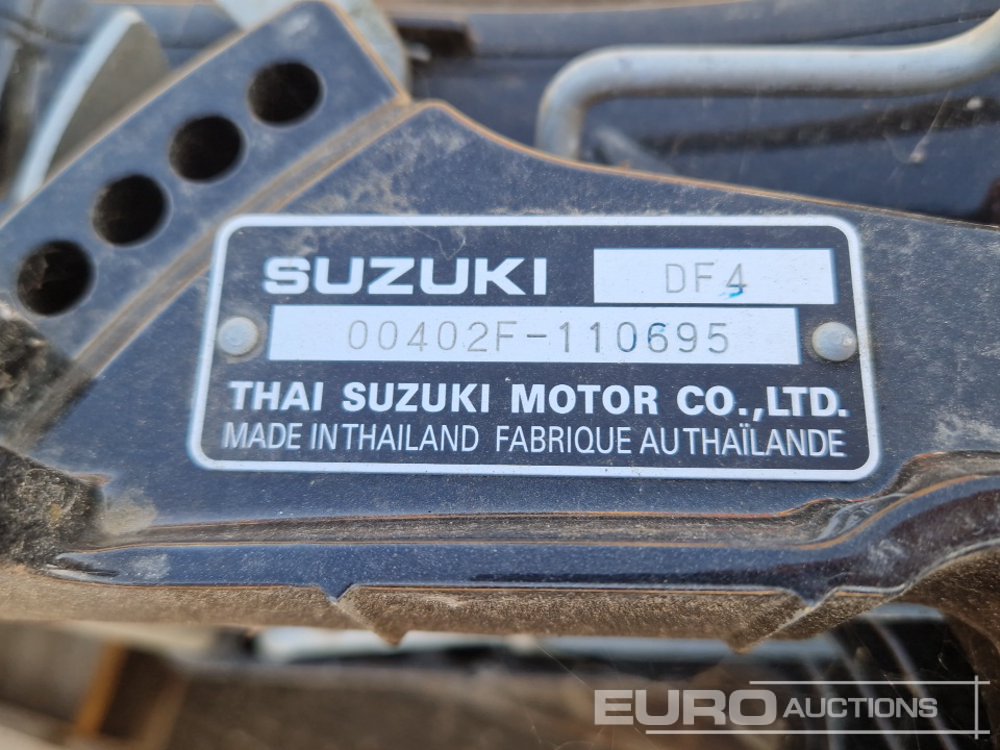 SUZUKI DF4
00402F-110695
THAI SUZUKI MOTOR CO.,LTD.
MADE IN THAILAND FABRIQUE AU THAÏLANDE
EURO AUCTIONS